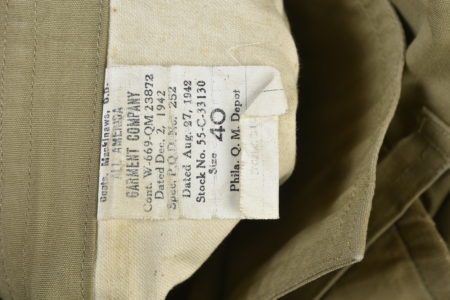 Coats, Mackinaws, O.D.
ALL AMERICA
GARMENT COMPANY
Cont. W-669-QM 23872
Dated Dec. 2, 1942
Spec. P.Q.D. No. 252
Dated Aug. 27, 1942
Stock No. 55-C-33130
Size 40
Phila. Q. M. Depot